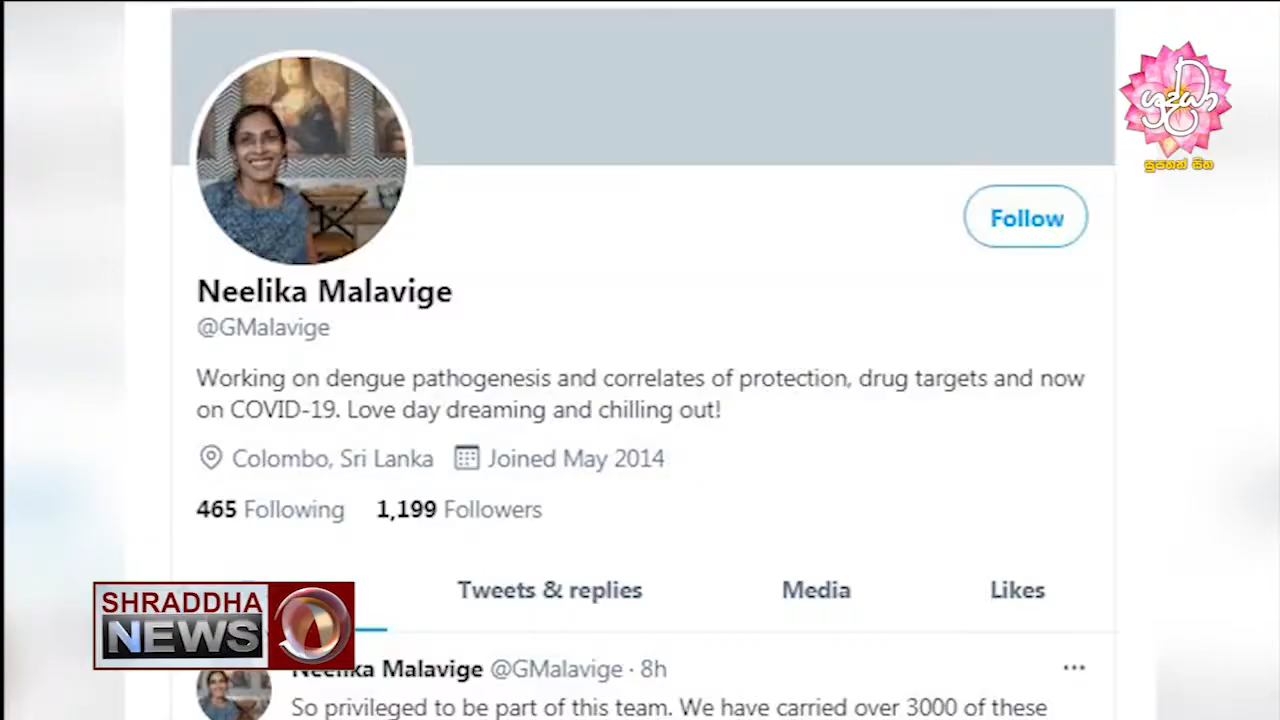 ශ්‍රද්ධා
සුපහන් සිත
Follow
Neelika Malavige
@GMalavige
Working on dengue pathogenesis and correlates of protection, drug targets and now
on COVID-19. Love day dreaming and chilling out!
Colombo, Sri Lanka Joined May 2014
465 Following 1,199 Followers
Tweets & replies Media Likes
SHRADDHA
NEWS
Neelika Malavige @GMalavige · 8h ···
So privileged to be part of this team. We have carried over 3000 of these